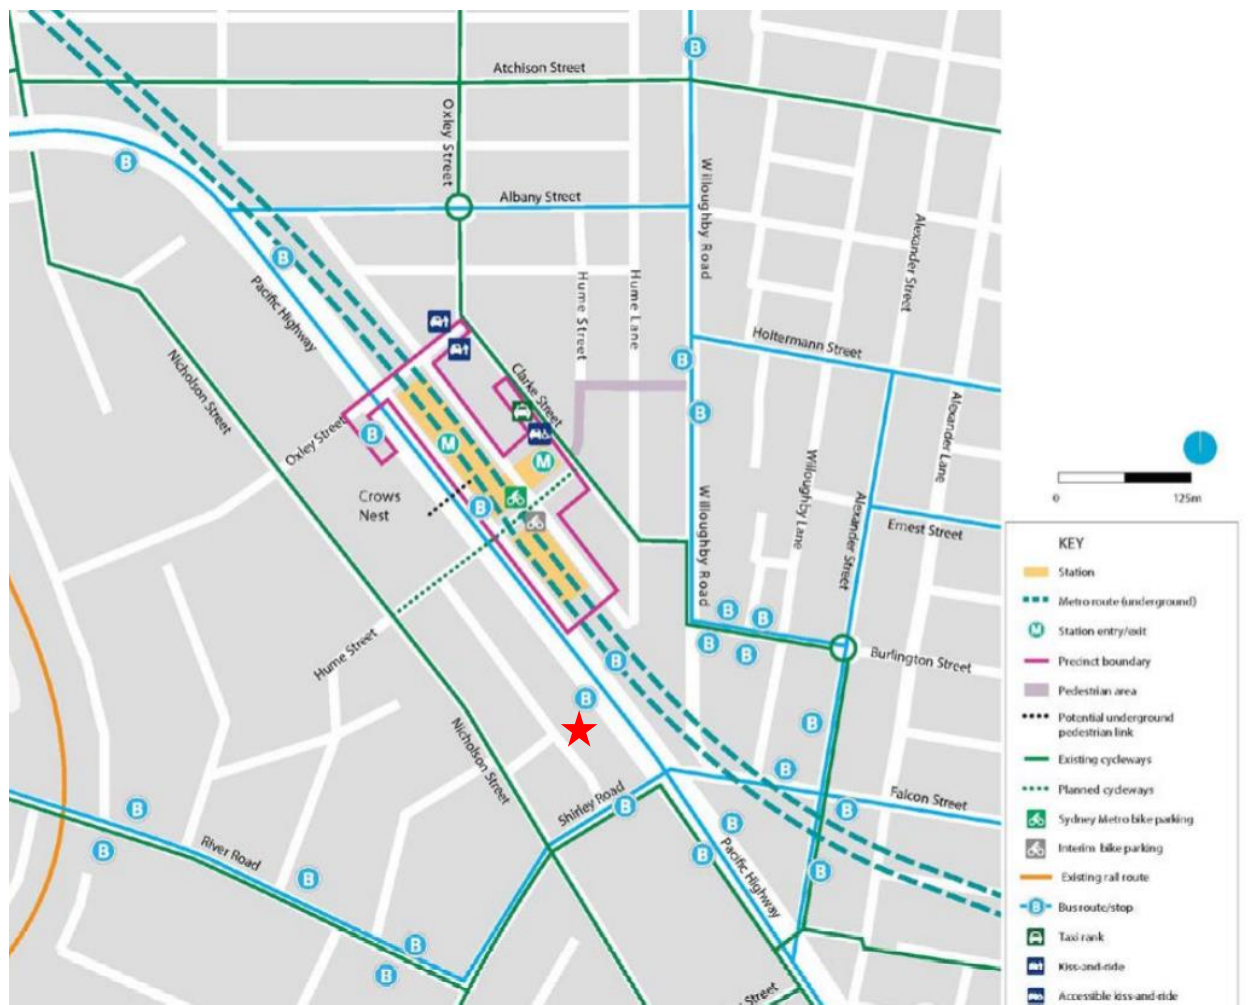 Atchison Street
Oxley Street
Albany Street
Willoughby Road
Alexander Street
B
B
B
Pacific Highway
Hume Street
Hume Lane
Holtermann Street
Nicholson Street
Clarke Street
B
B
B
Oxley Street
M
M
Alexander Lane
Crows
Nest
B
Willoughby Road
Willoughby Lane
Alexander Street
Ernest Street
Hume Street
B
B
B
B
Burlington Street
B
B
B
Nicholson Street
B
Falcon Street
Shirley Road
B
B
B
B
B
B
B
River Road
B
B
Pacific Highway
B
B
Street
0
125m
KEY
Station
Metro route (underground)
M Station entry/exit
Precinct boundary
Pedestrian area
Potential underground
pedestrian link
Existing cycleways
Planned cycleways
Sydney Metro bike parking
Interim bike parking
Existing rail route
B Bus route/stop
Taxi rank
Kiss-and-ride
Accessible kiss-and-ride